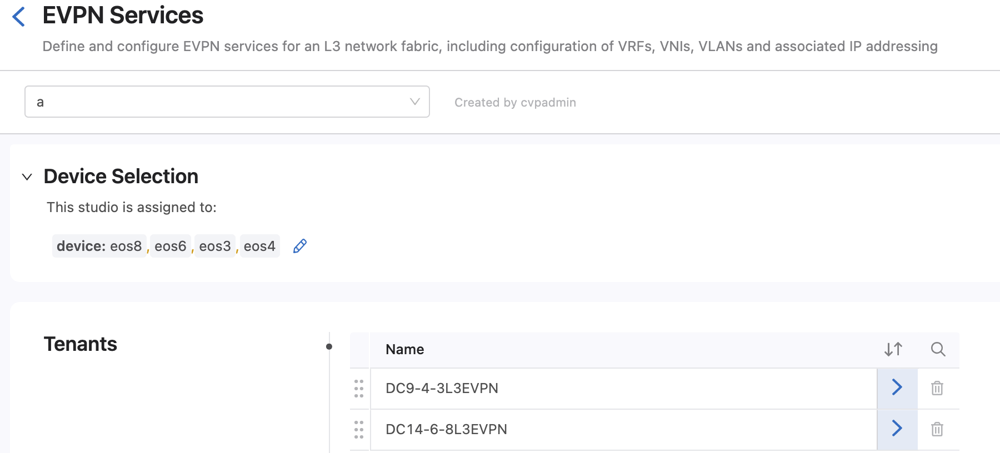 EVPN Services
Define and configure EVPN services for an L3 network fabric, including configuration of VRFs, VNIs, VLANs and associated IP addressing
a
Created by cvpadmin
Device Selection
This studio is assigned to:
device: eos8 , eos6 , eos3 , eos4
Tenants
Name
DC9-4-3L3EVPN
DC14-6-8L3EVPN